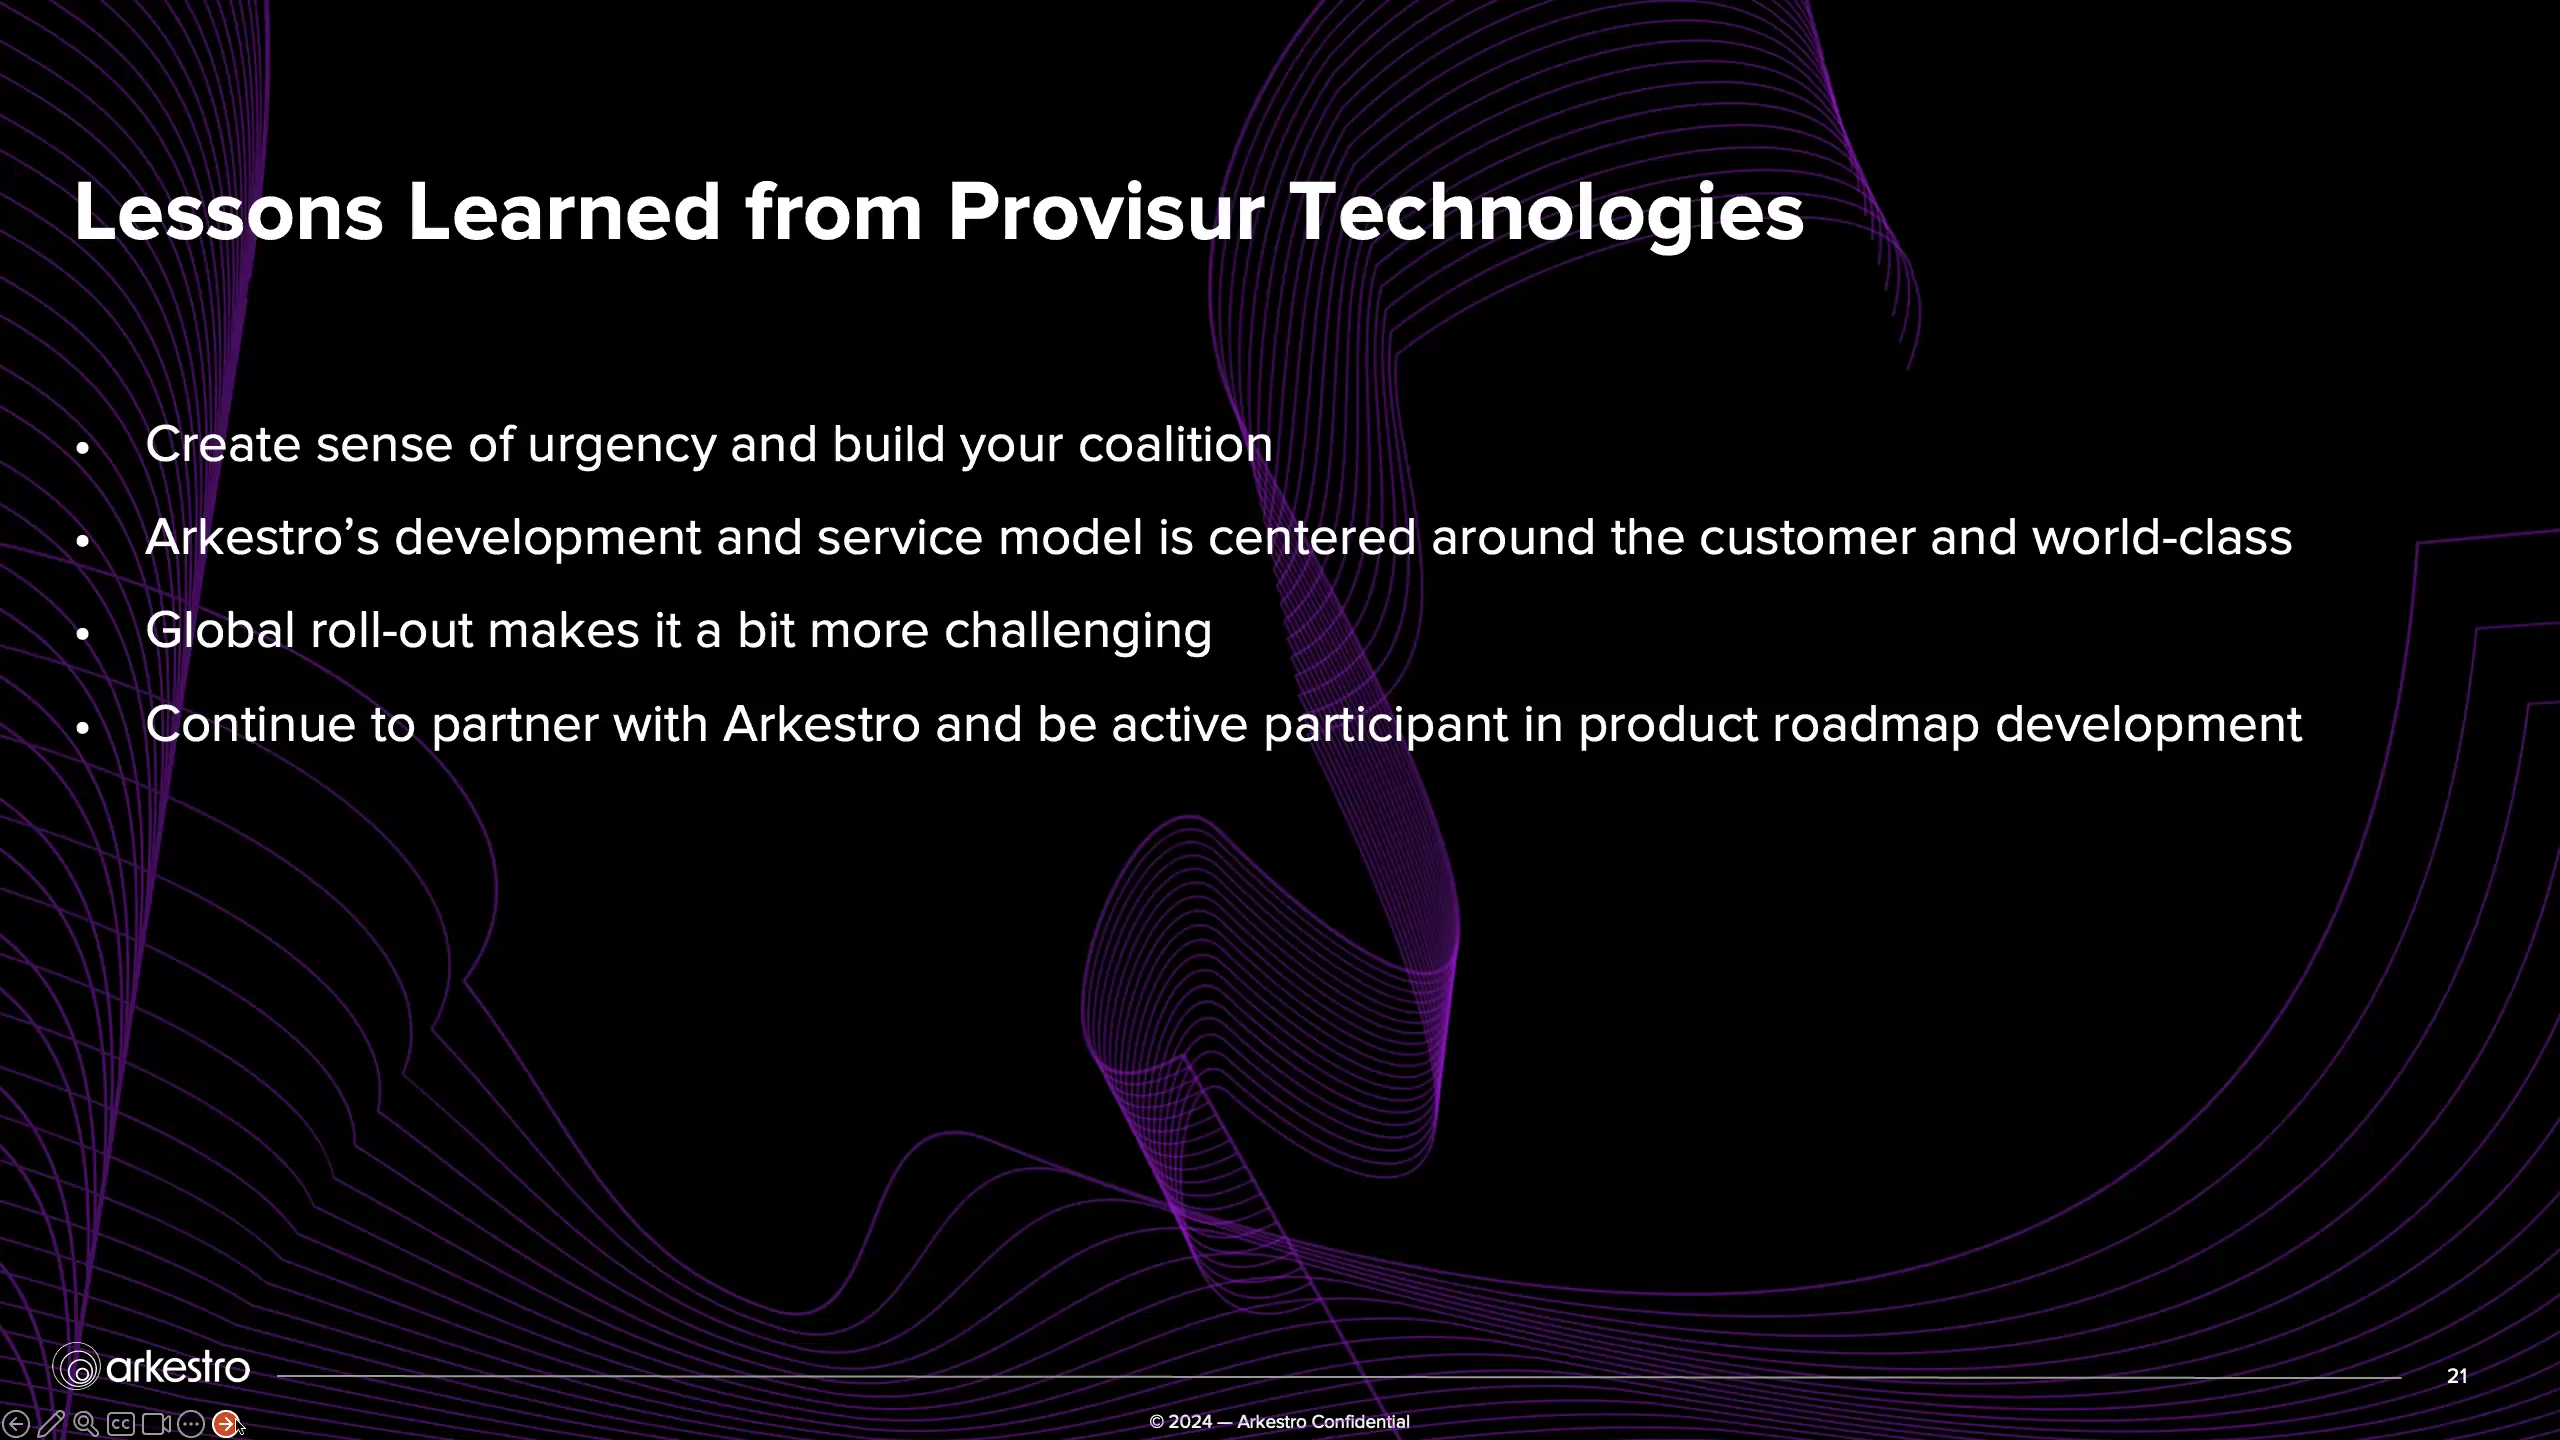 Lessons Learned from Provisur Technologies
• Create sense of urgency and build your coalition
• Arkestro’s development and service model is centered around the customer and world-class
• Global roll-out makes it a bit more challenging
• Continue to partner with Arkestro and be active participant in product roadmap development
arkestro
21
CC
© 2024 — Arkestro Confidential